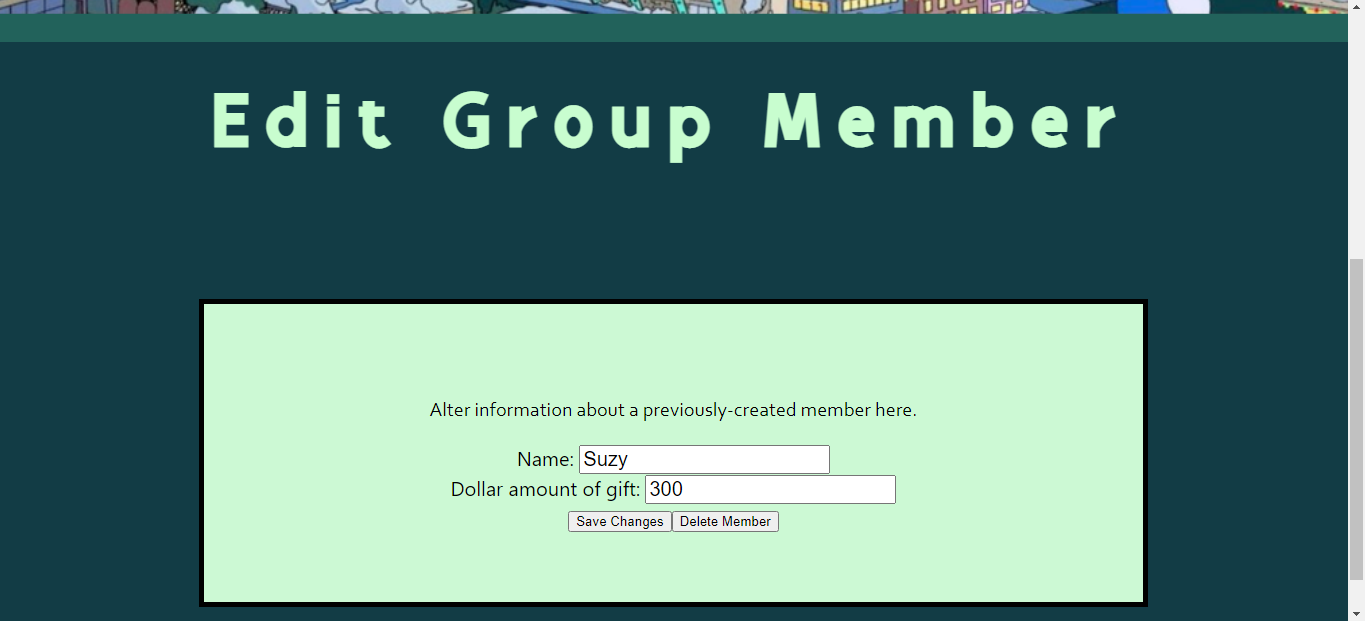 Edit Group Member
Alter information about a previously-created member here.
Name: Suzy
Dollar amount of gift: 300
Save Changes Delete Member